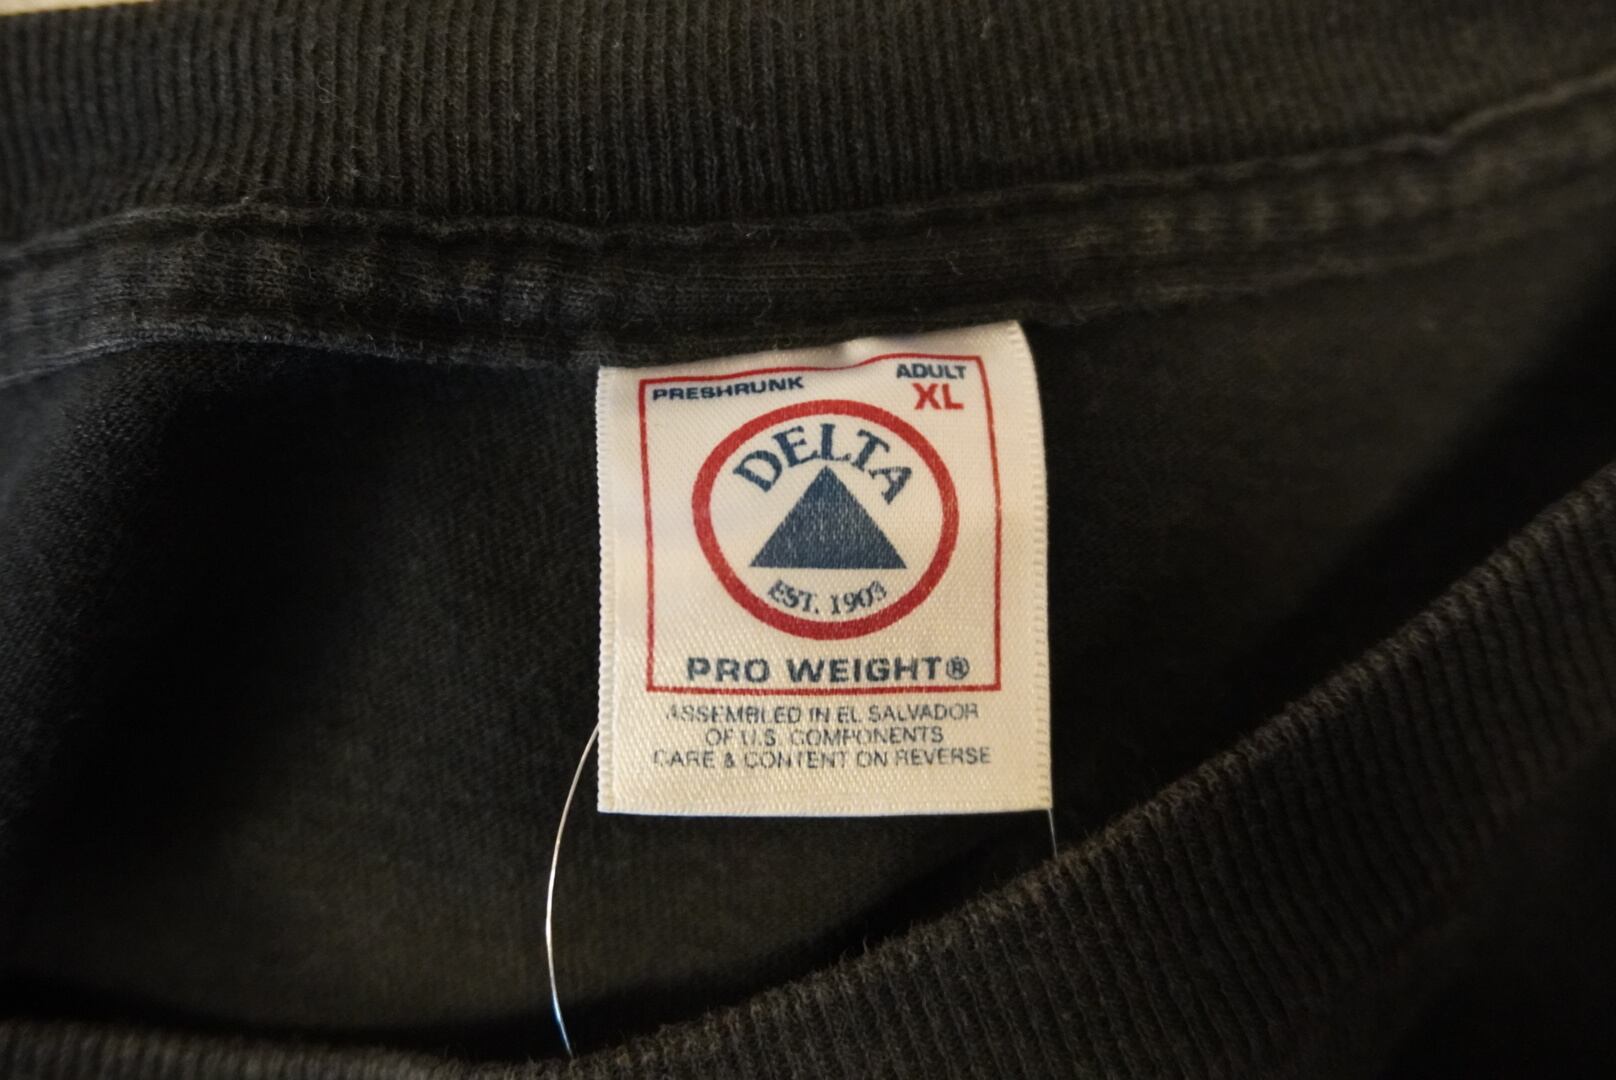 PRESHRUNK
ADULT
XL
DELTA
EST. 1903
PRO WEIGHT®
ASSEMBLED IN EL SALVADOR
OF U.S. COMPONENTS
CARE & CONTENT ON REVERSE